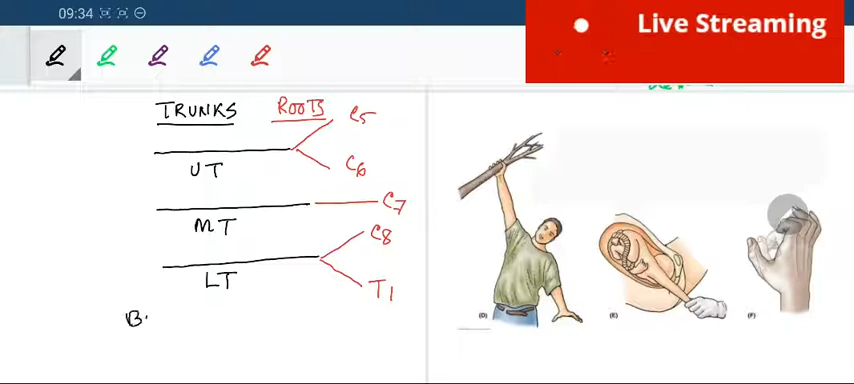 09:34
Live Streaming
TRUNKS ROOTS
C5
UT
C6
MT
C7
C8
LT
T1
B.
(D) (E) (F)